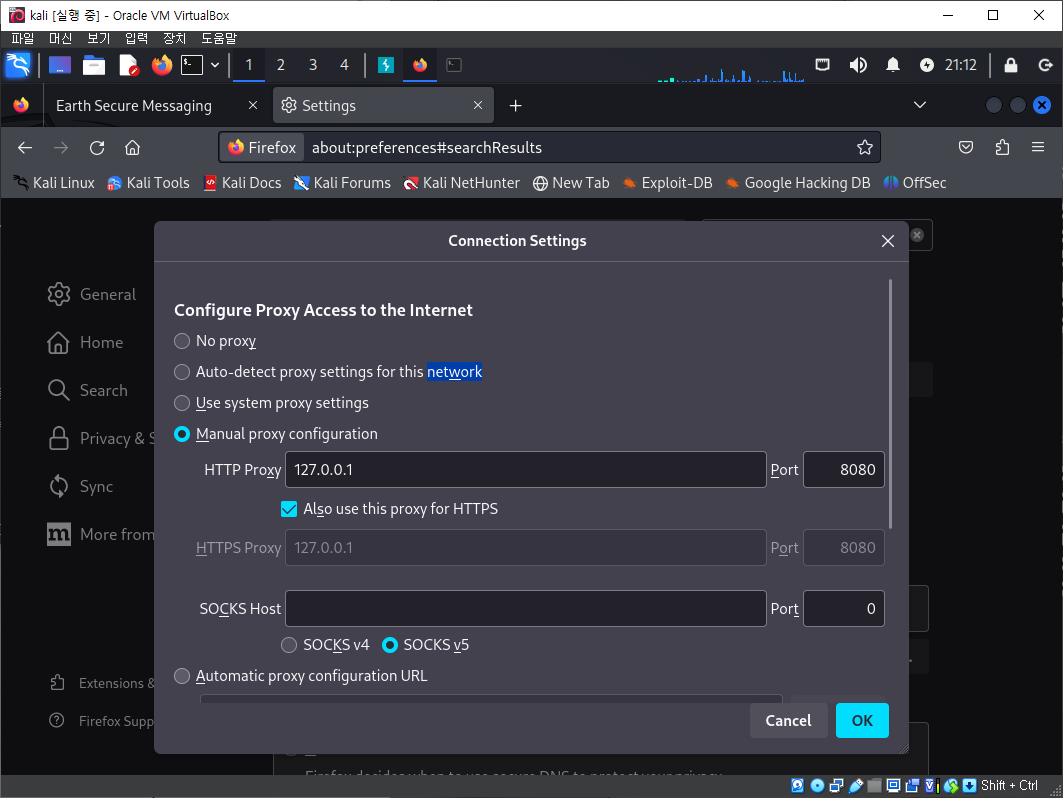 kali [실행 중] - Oracle VM VirtualBox
파일 머신 보기 입력 장치 도움말
1 2 3 4 21:12
Earth Secure Messaging Settings
Firefox about:preferences#searchResults
Kali Linux Kali Tools Kali Docs Kali Forums Kali NetHunter New Tab Exploit-DB Google Hacking DB OffSec
Connection Settings
General
Home
Search
Privacy & S
Sync
More from
Extensions &
Firefox Supp
Configure Proxy Access to the Internet
No proxy
Auto-detect proxy settings for this network
Use system proxy settings
Manual proxy configuration
HTTP Proxy 127.0.0.1 Port 8080
Also use this proxy for HTTPS
HTTPS Proxy 127.0.0.1 Port 8080
SOCKS Host Port 0
SOCKS v4 SOCKS v5
Automatic proxy configuration URL
Cancel OK
Firefox decides when to use secure DNS to protect your privacy
Shift + Ctrl